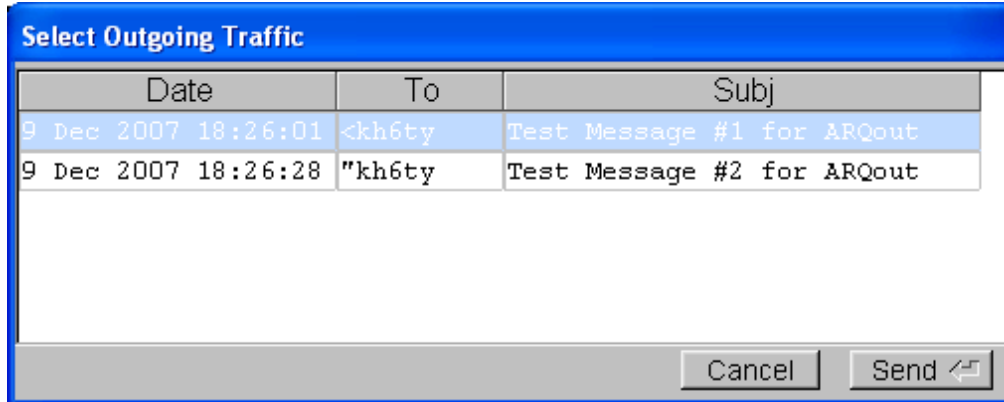 Select Outgoing Traffic
Date To Subj
9 Dec 2007 18:26:01 <kh6ty Test Message #1 for ARQout
9 Dec 2007 18:26:28 "kh6ty Test Message #2 for ARQout
Cancel Send